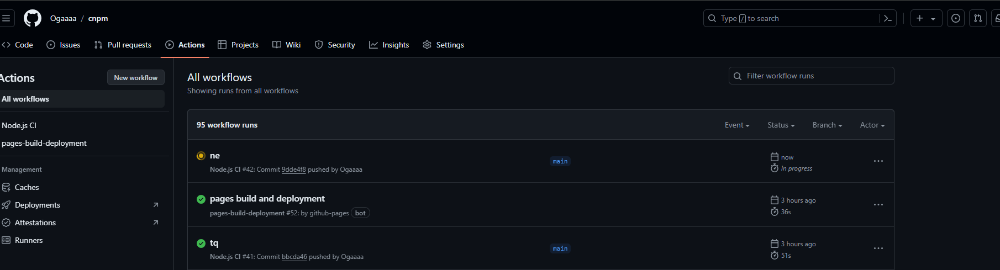 Ogaaaa / cnpm
Type / to search
Code Issues Pull requests Actions Projects Wiki Security Insights Settings
Actions
New workflow
All workflows
Node.js CI
pages-build-deployment
Management
Caches
Deployments
Attestations
Runners
All workflows
Showing runs from all workflows
Filter workflow runs
95 workflow runs
Event Status Branch Actor
ne
Node.js CI #42: Commit 9dde4f8 pushed by Ogaaaa
main
now
In progress
pages build and deployment
pages-build-deployment #52: by github-pages bot
3 hours ago
36s
tq
Node.js CI #41: Commit bbcda46 pushed by Ogaaaa
main
3 hours ago
51s